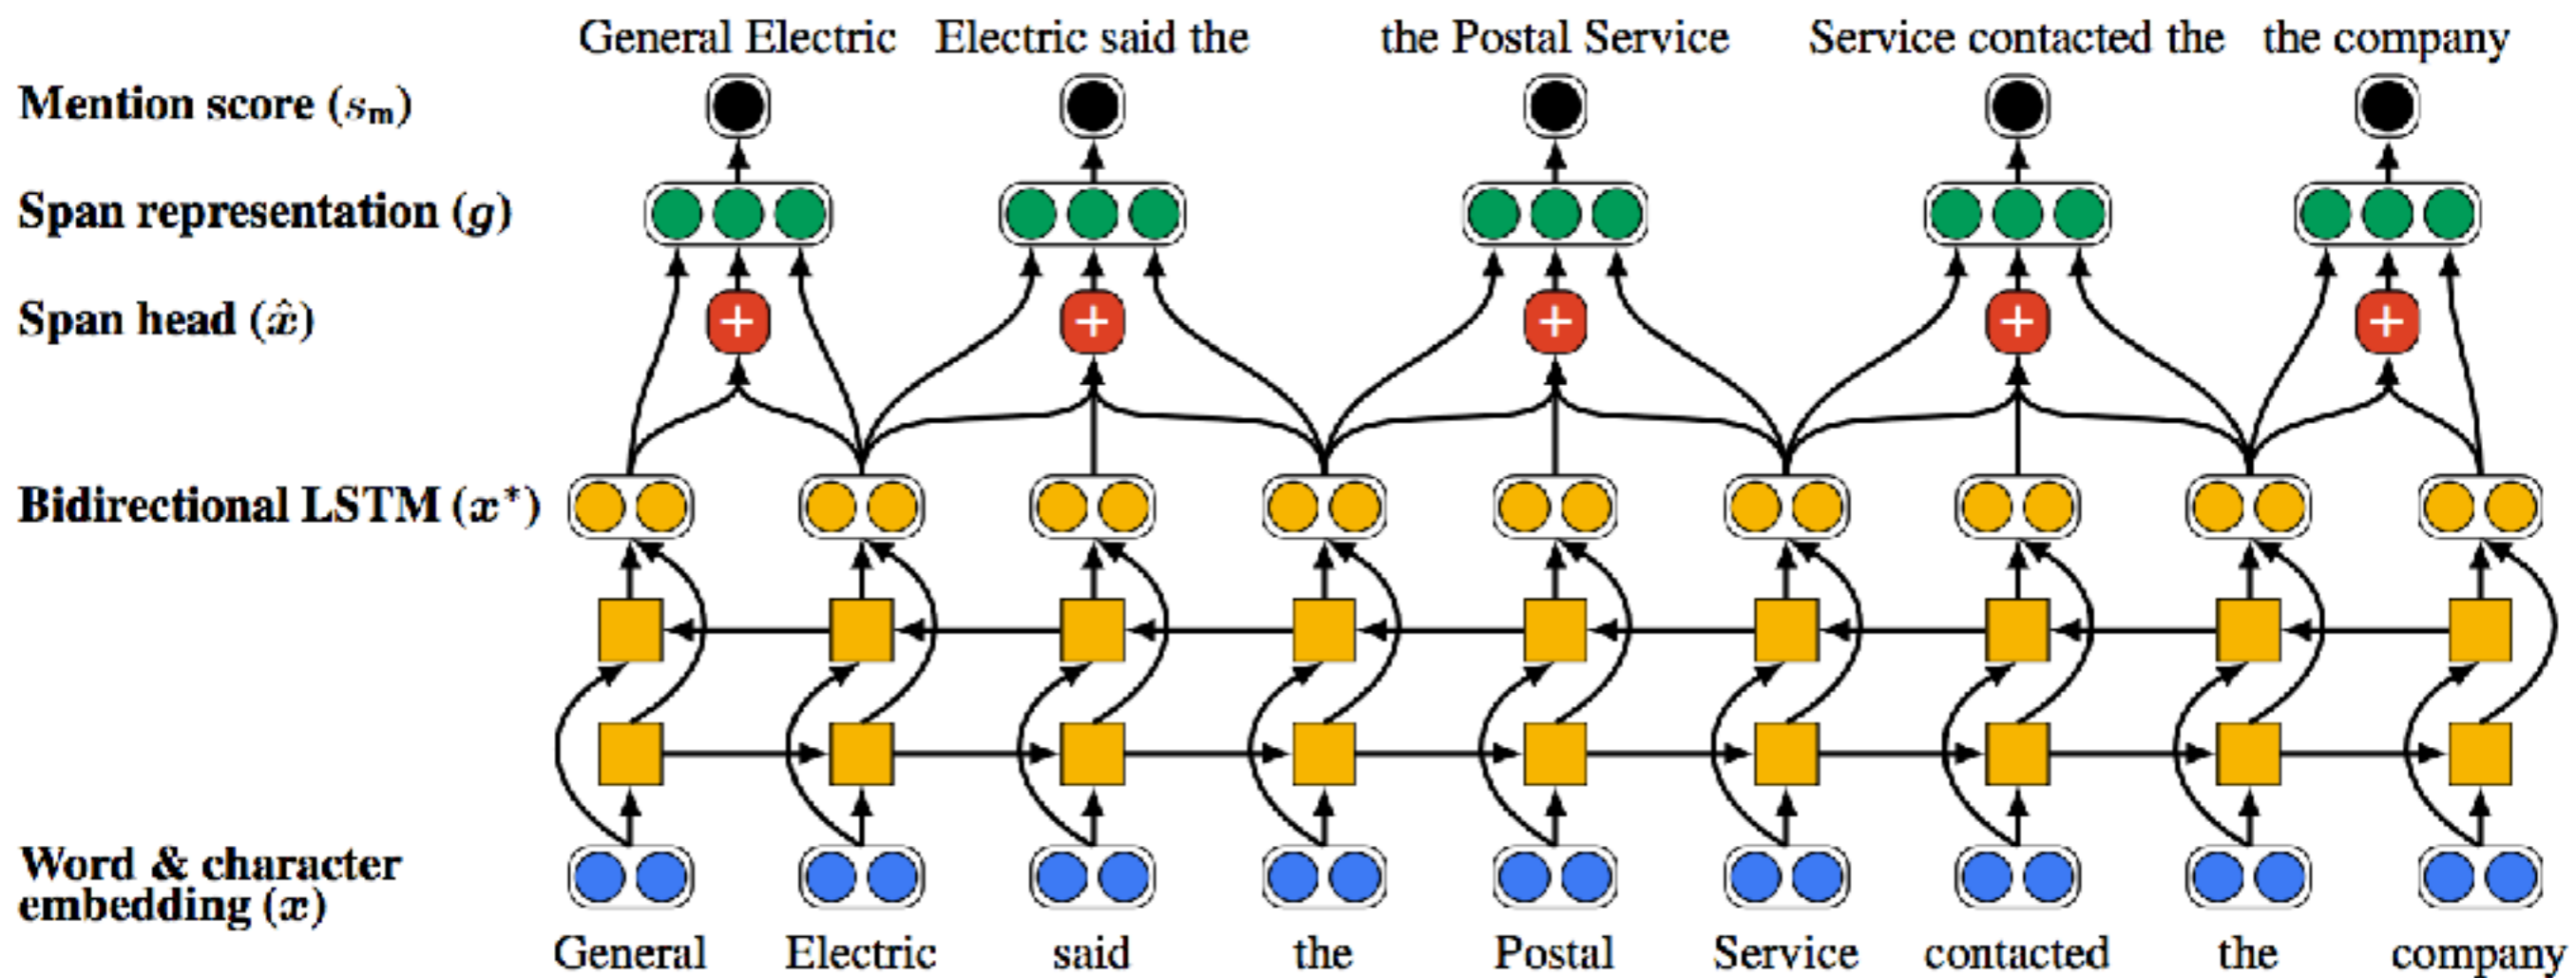 General Electric Electric said the the Postal Service Service contacted the the company
Mention score (sₘ)
Span representation (g)
Span head (x̂)
+ + + + +
Bidirectional LSTM (x*)
Word & character
embedding (x)
General Electric said the Postal Service contacted the company